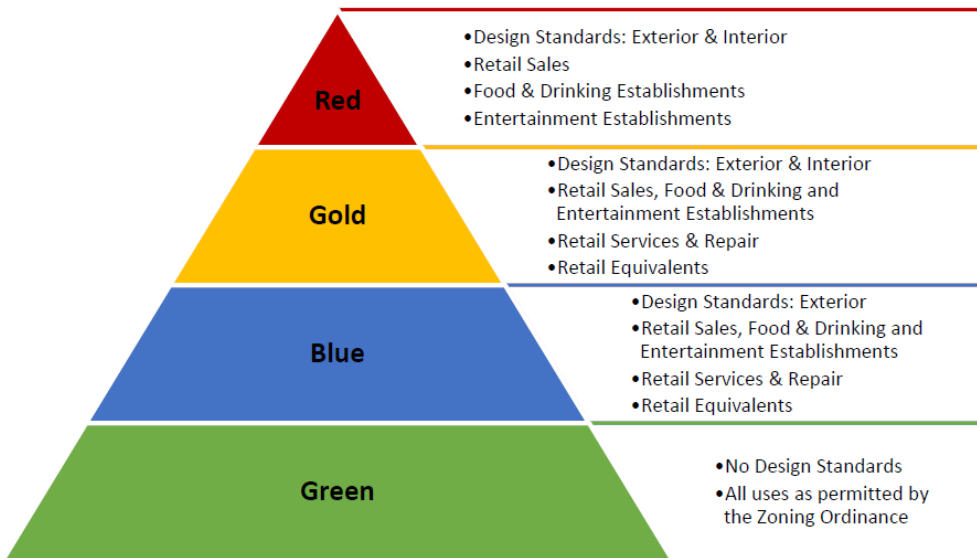 •Design Standards: Exterior & Interior
•Retail Sales
•Food & Drinking Establishments
•Entertainment Establishments
Red
•Design Standards: Exterior & Interior
•Retail Sales, Food & Drinking and
Entertainment Establishments
•Retail Services & Repair
•Retail Equivalents
Gold
•Design Standards: Exterior
•Retail Sales, Food & Drinking and
Entertainment Establishments
•Retail Services & Repair
•Retail Equivalents
Blue
•No Design Standards
•All uses as permitted by
the Zoning Ordinance
Green